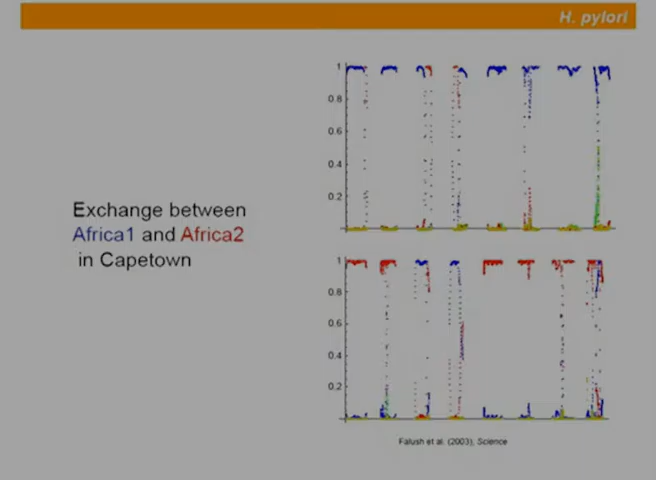 H. pylori
Exchange between
Africa1 and Africa2
in Capetown
1
0.8
0.6
0.4
0.2
1
0.8
0.6
0.4
0.2
Falush et al. (2003), Science